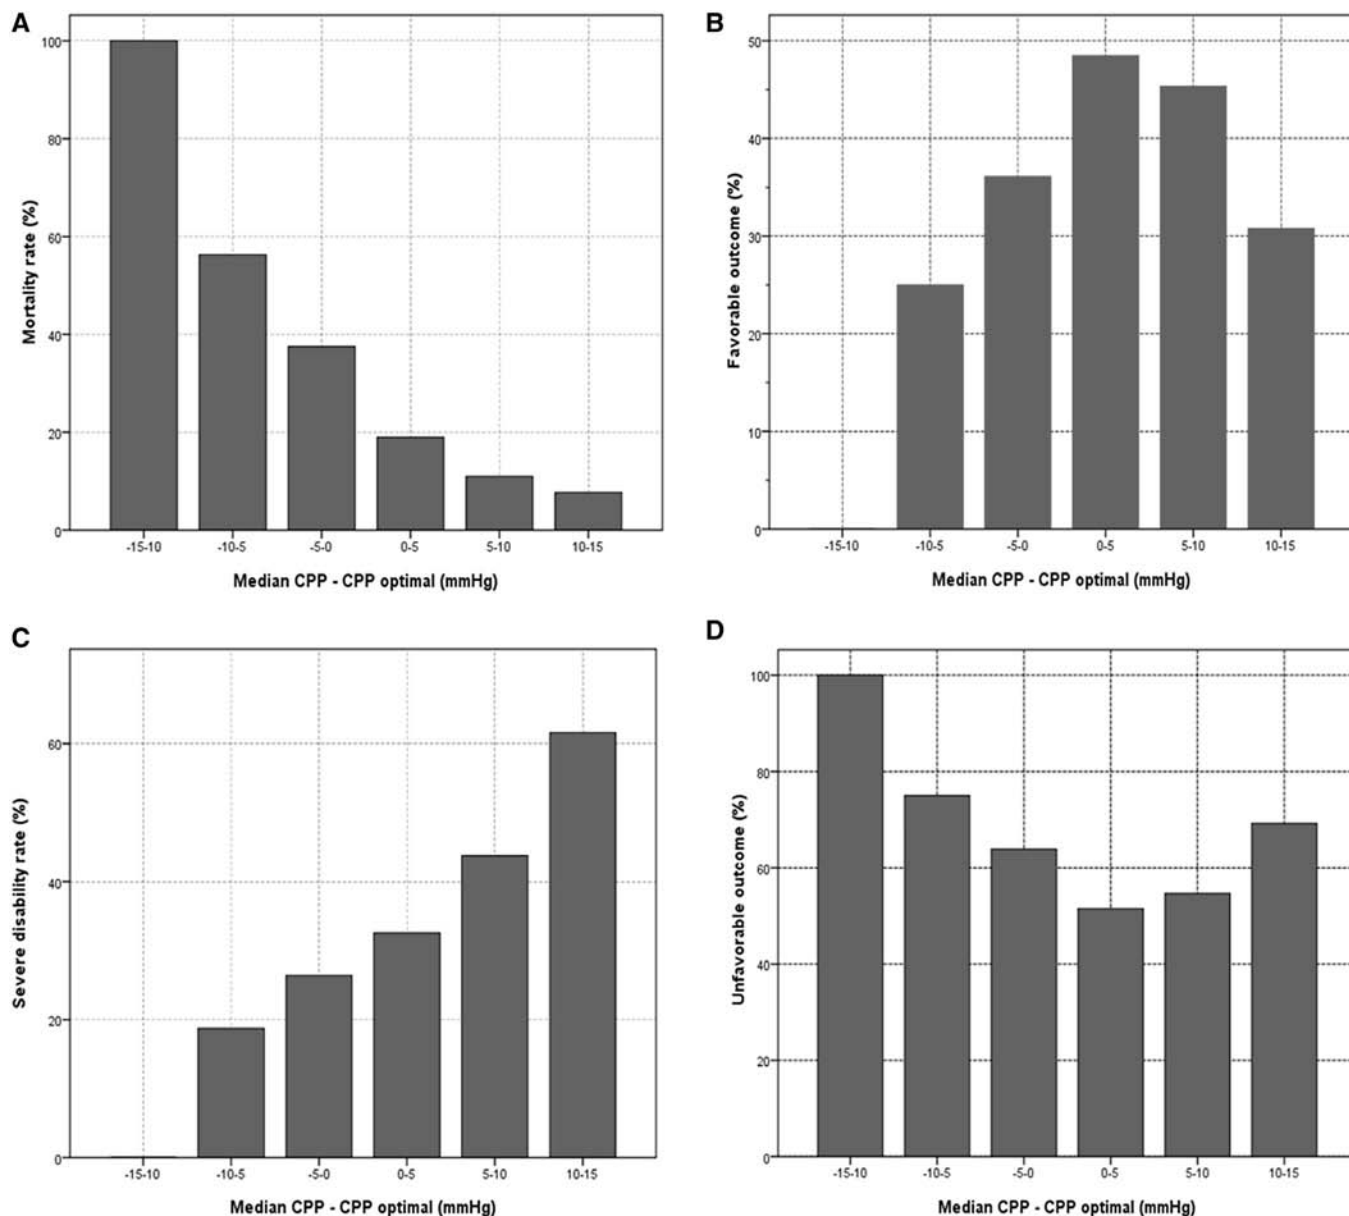 A
Mortality rate (%)
100
80
60
40
20
0
-15-10 -10-5 -5-0 0-5 5-10 10-15
Median CPP - CPP optimal (mmHg)
B
Favorable outcome (%)
50
40
30
20
10
0
-15-10 -10-5 -5-0 0-5 5-10 10-15
Median CPP - CPP optimal (mmHg)
C
Severe disability rate (%)
60
40
20
0
-15-10 -10-5 -5-0 0-5 5-10 10-15
Median CPP - CPP optimal (mmHg)
D
Unfavorable outcome (%)
100
80
60
40
20
0
-15-10 -10-5 -5-0 0-5 5-10 10-15
Median CPP - CPP optimal (mmHg)